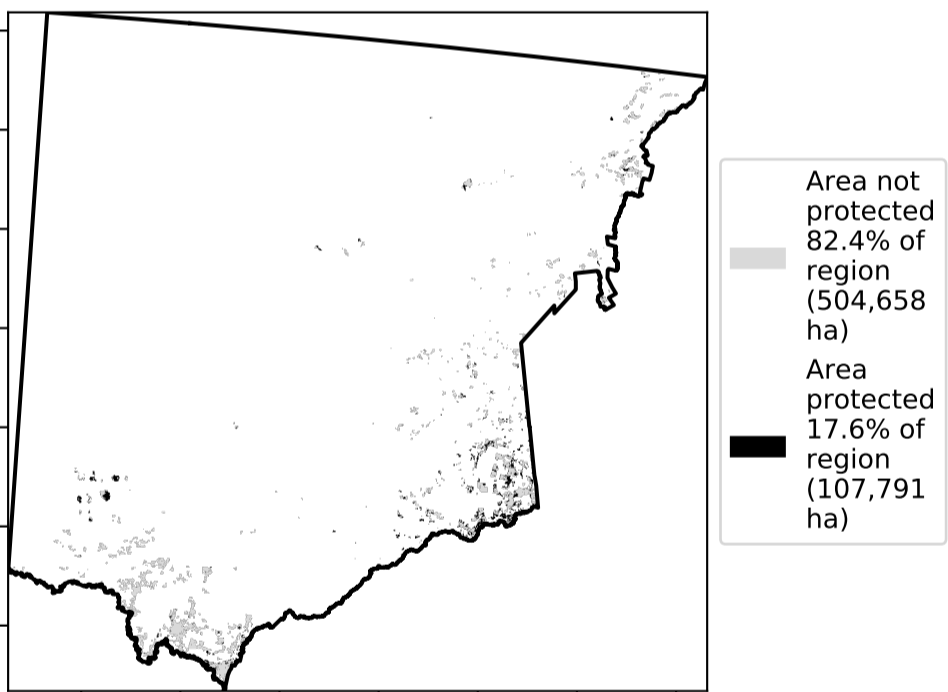 Area not
protected
82.4% of
region
(504,658
ha)
Area
protected
17.6% of
region
(107,791
ha)